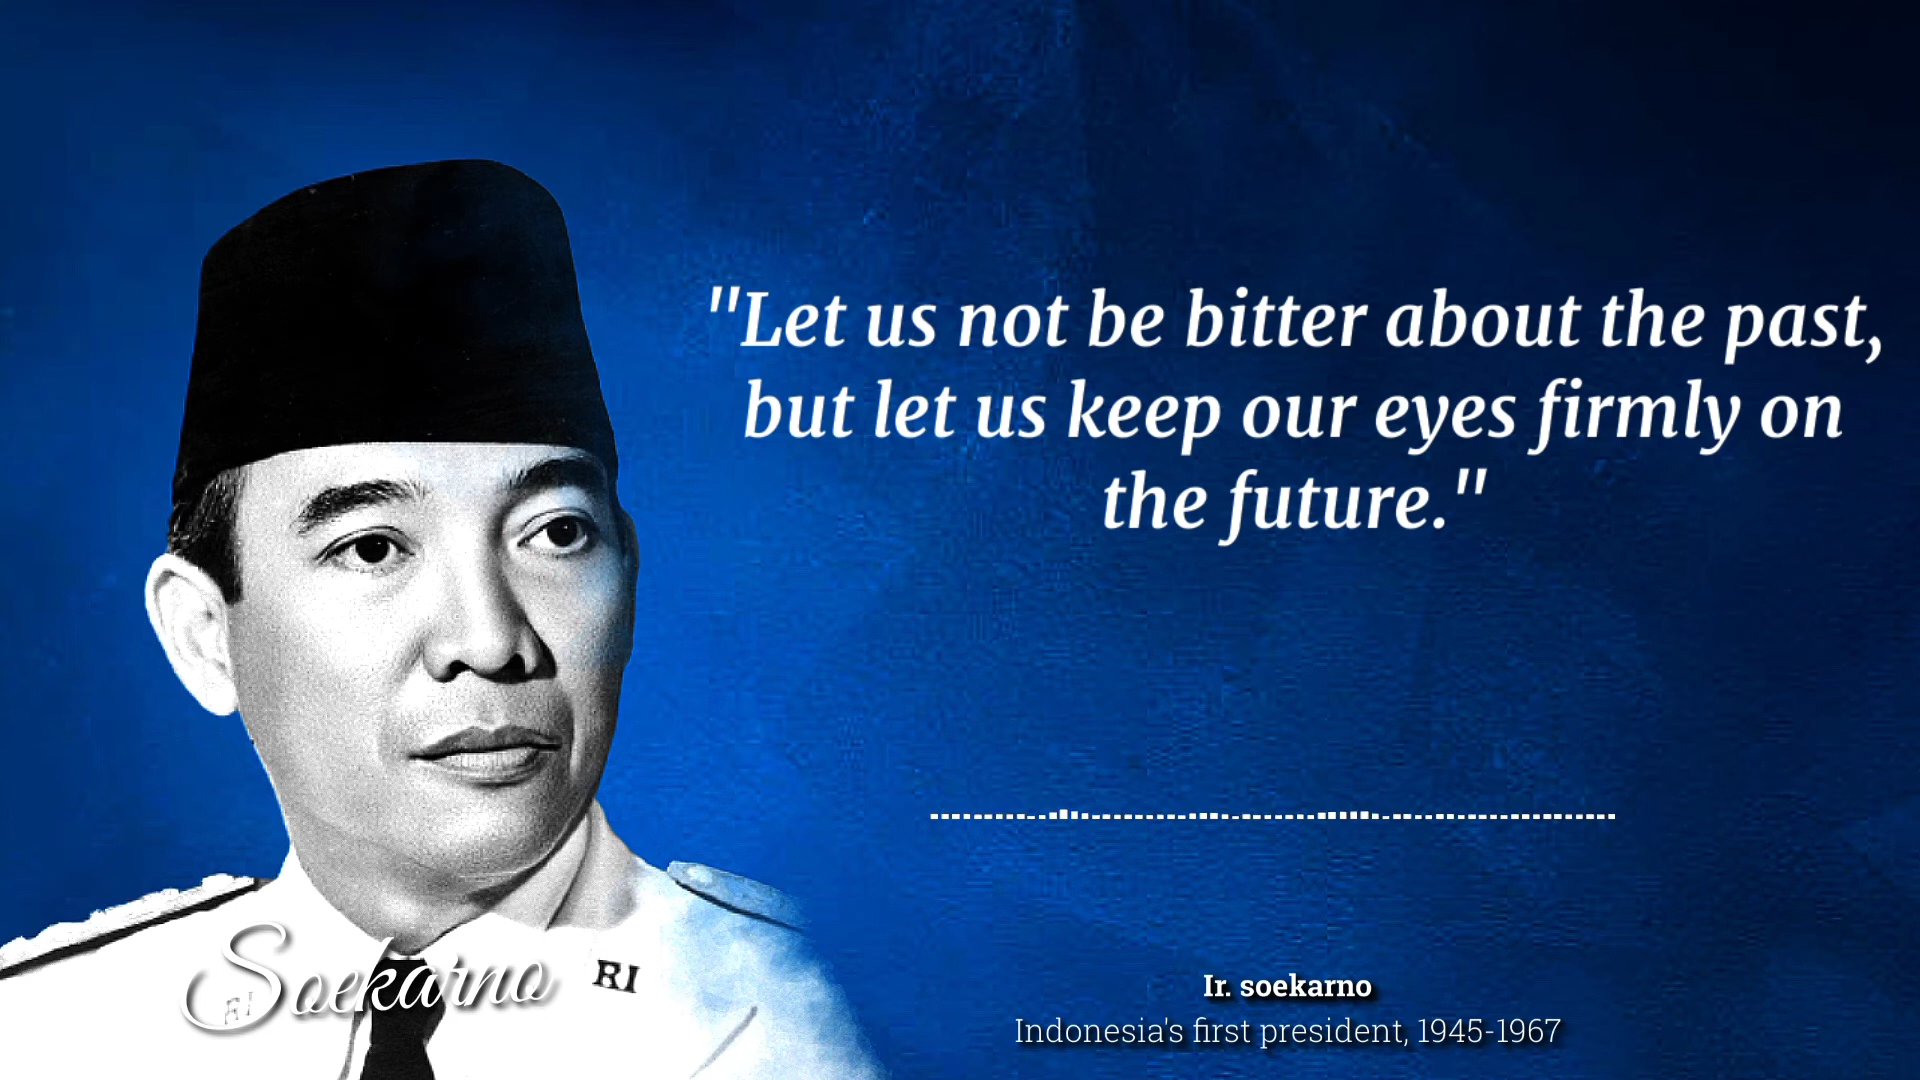 "Let us not be bitter about the past,
but let us keep our eyes firmly on
the future."
Soekarno
RI
RI
Ir. soekarno
Indonesia's first president, 1945-1967